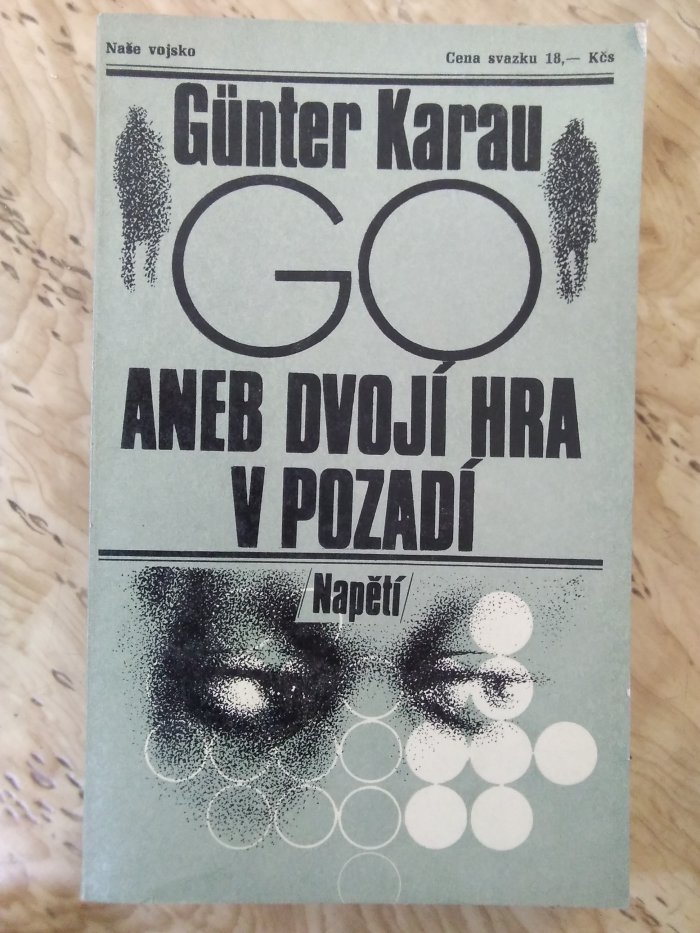 Naše vojsko
Cena svazku 18,— Kčs
Günter Karau
GO
ANEB DVOJÍ HRA
V POZADÍ
/Napětí/